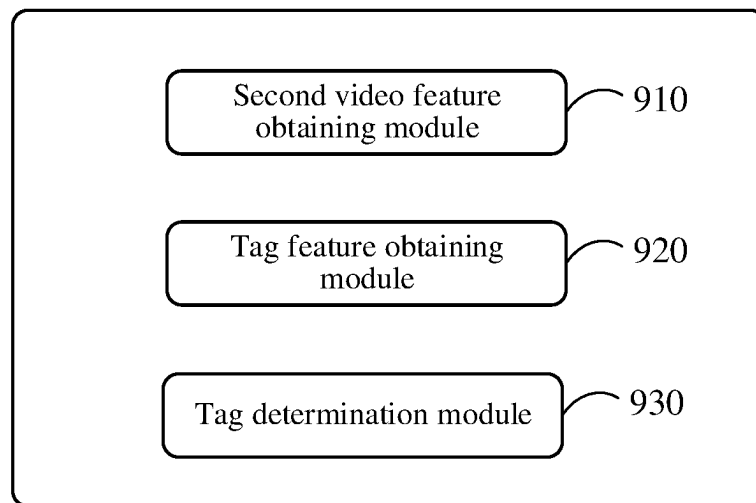 Second video feature
obtaining module
910
Tag feature obtaining
module
920
Tag determination module
930